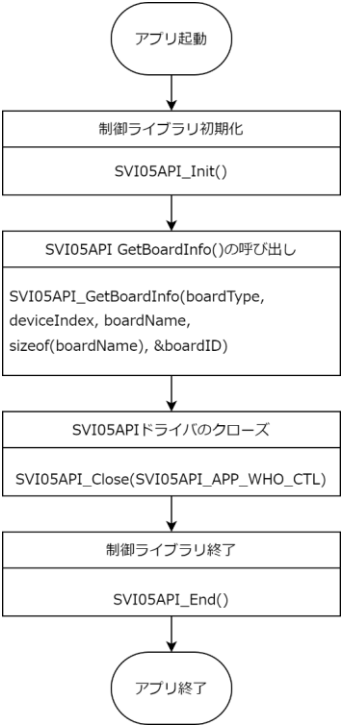 アプリ起動
制御ライブラリ初期化
SVI05API_Init()
SVI05API GetBoardInfo()の呼び出し
SVI05API_GetBoardInfo(boardType,
deviceIndex, boardName,
sizeof(boardName), &boardID)
SVI05APIドライバのクローズ
SVI05API_Close(SVI05API_APP_WHO_CTL)
制御ライブラリ終了
SVI05API_End()
アプリ終了